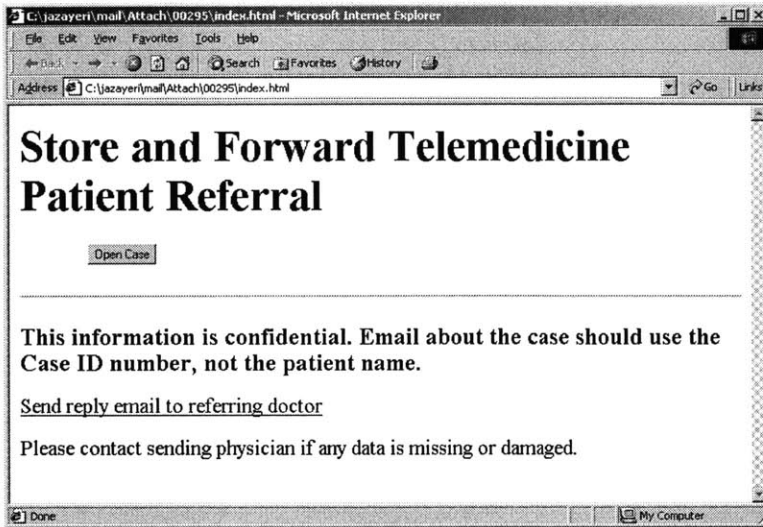 C:\jazayeri\mail\Attach\00295\index.html - Microsoft Internet Explorer
File Edit View Favorites Tools Help
Back Search Favorites History
Address C:\jazayeri\mail\Attach\00295\index.html Go Links
Store and Forward Telemedicine
Patient Referral
Open Case
This information is confidential. Email about the case should use the
Case ID number, not the patient name.
Send reply email to referring doctor
Please contact sending physician if any data is missing or damaged.
Done My Computer